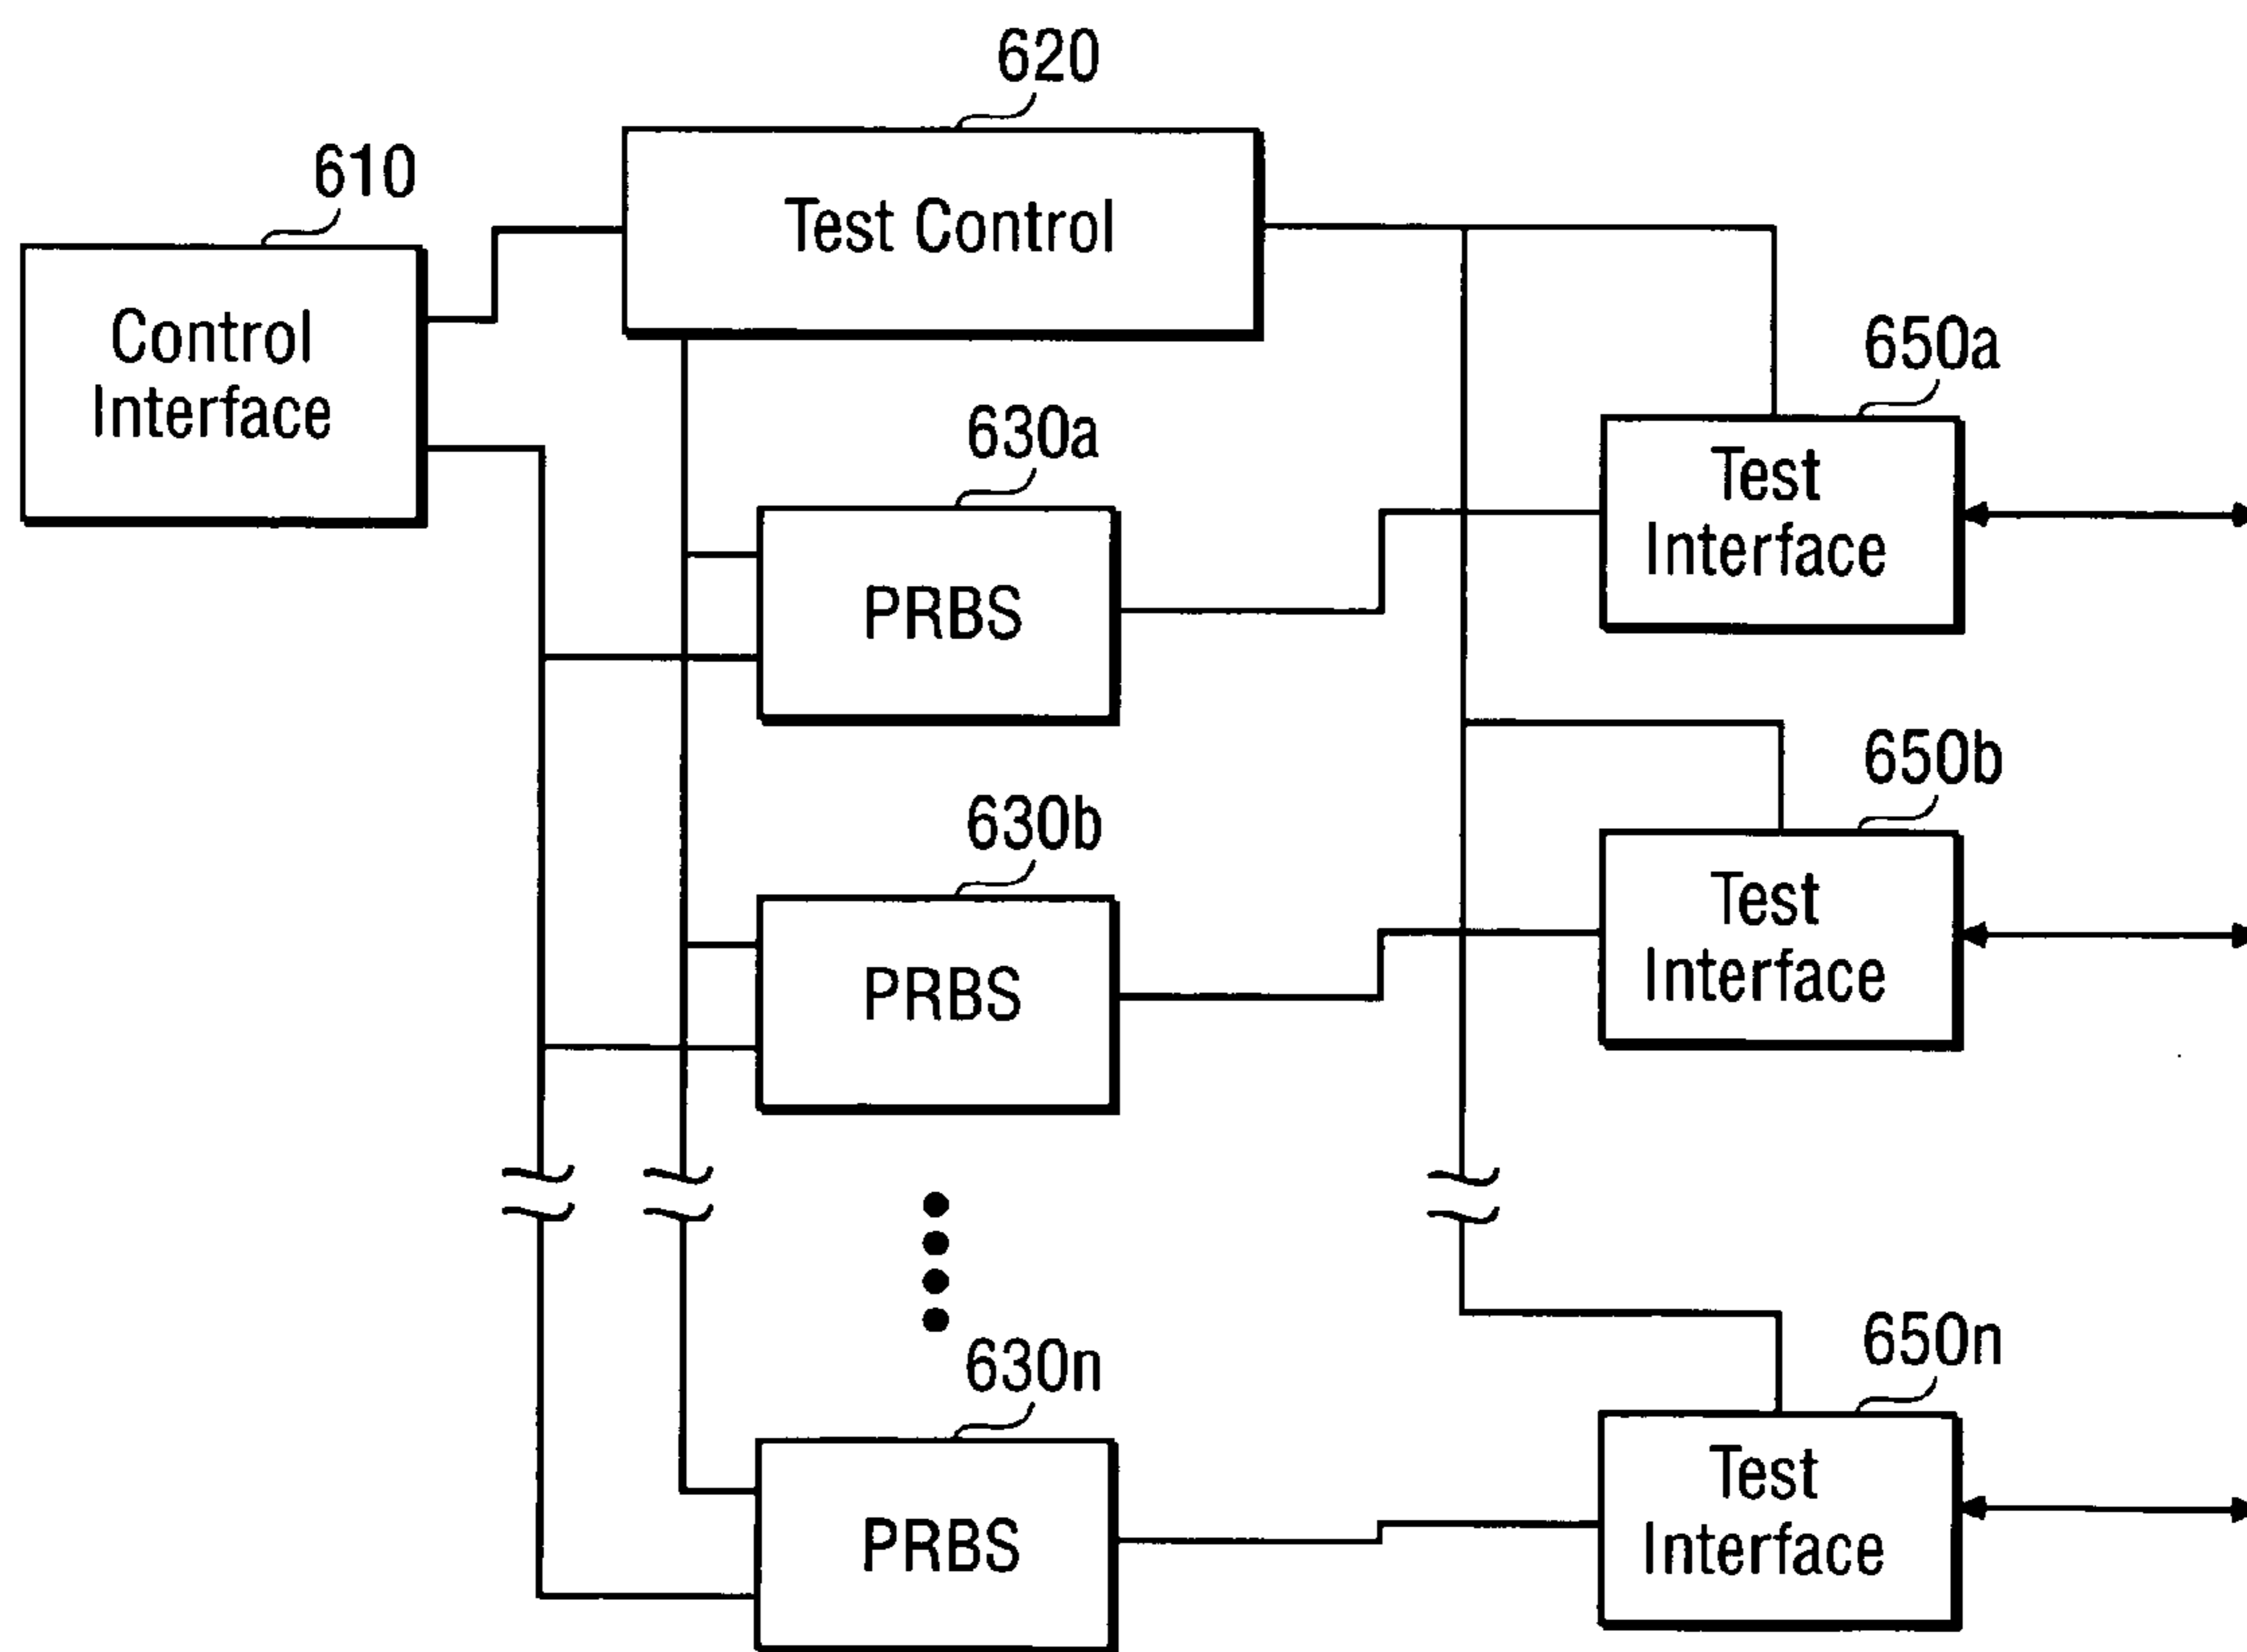 620
610
Test Control
Control
Interface
650a
630a
Test
Interface
PRBS
650b
630b
Test
Interface
PRBS
630n
650n
Test
Interface
PRBS